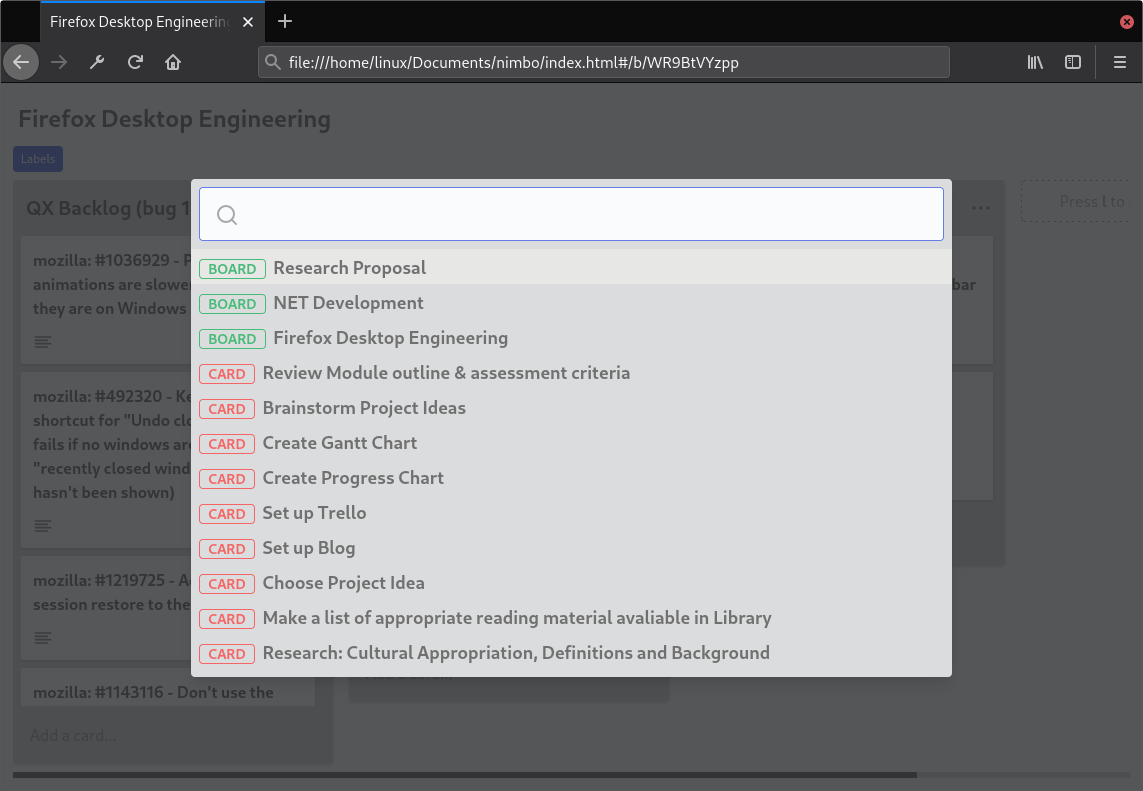 Firefox Desktop Engineering
file:///home/linux/Documents/nimbo/index.html#/b/WR9BtVYzpp
Firefox Desktop Engineering
Labels
QX Backlog (bug 1
Press l to
mozilla: #1036929 - P
animations are slower
they are on Windows
bar
mozilla: #492320 - Ke
shortcut for "Undo clo
fails if no windows are
"recently closed wind
hasn't been shown)
mozilla: #1219725 - A
session restore to the
mozilla: #1143116 - Don't use the
Add a card...
BOARD Research Proposal
BOARD NET Development
BOARD Firefox Desktop Engineering
CARD Review Module outline & assessment criteria
CARD Brainstorm Project Ideas
CARD Create Gantt Chart
CARD Create Progress Chart
CARD Set up Trello
CARD Set up Blog
CARD Choose Project Idea
CARD Make a list of appropriate reading material avaliable in Library
CARD Research: Cultural Appropriation, Definitions and Background